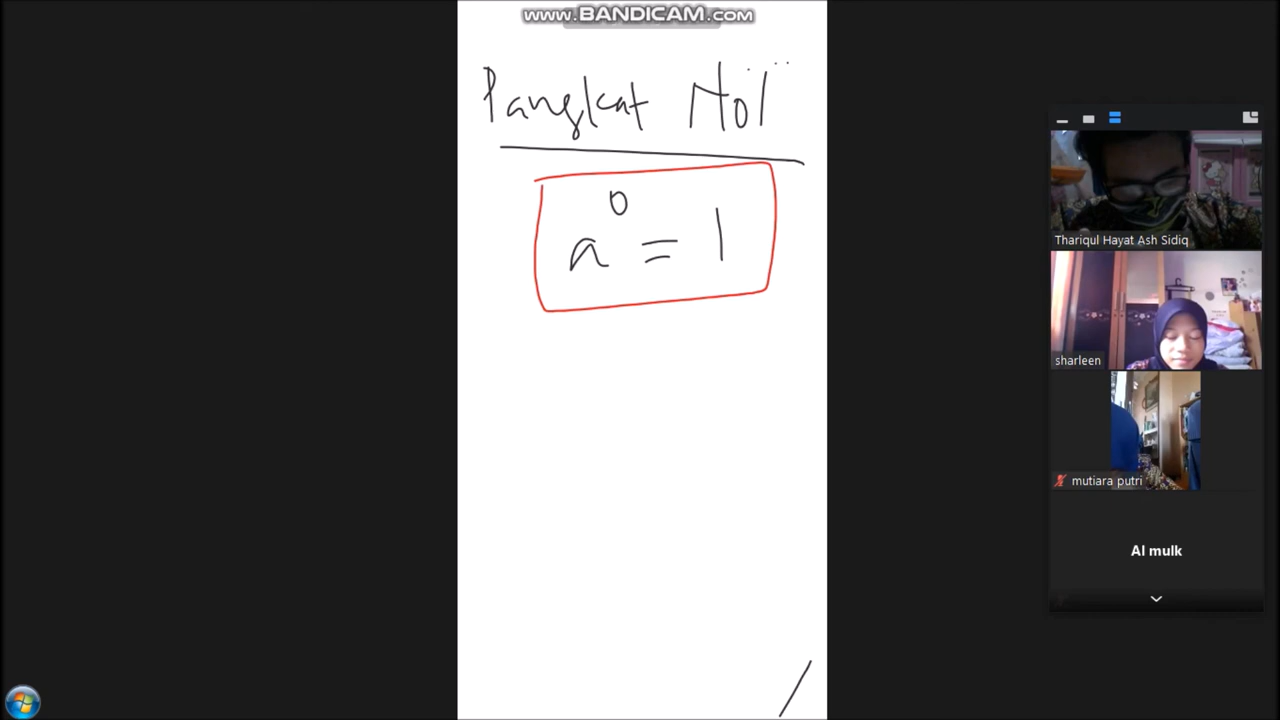 www.BANDICAM.com
Pangkat Nol
a⁰ = 1
Thariqul Hayat Ash Sidiq
sharleen
mutiara putri
Al mulk